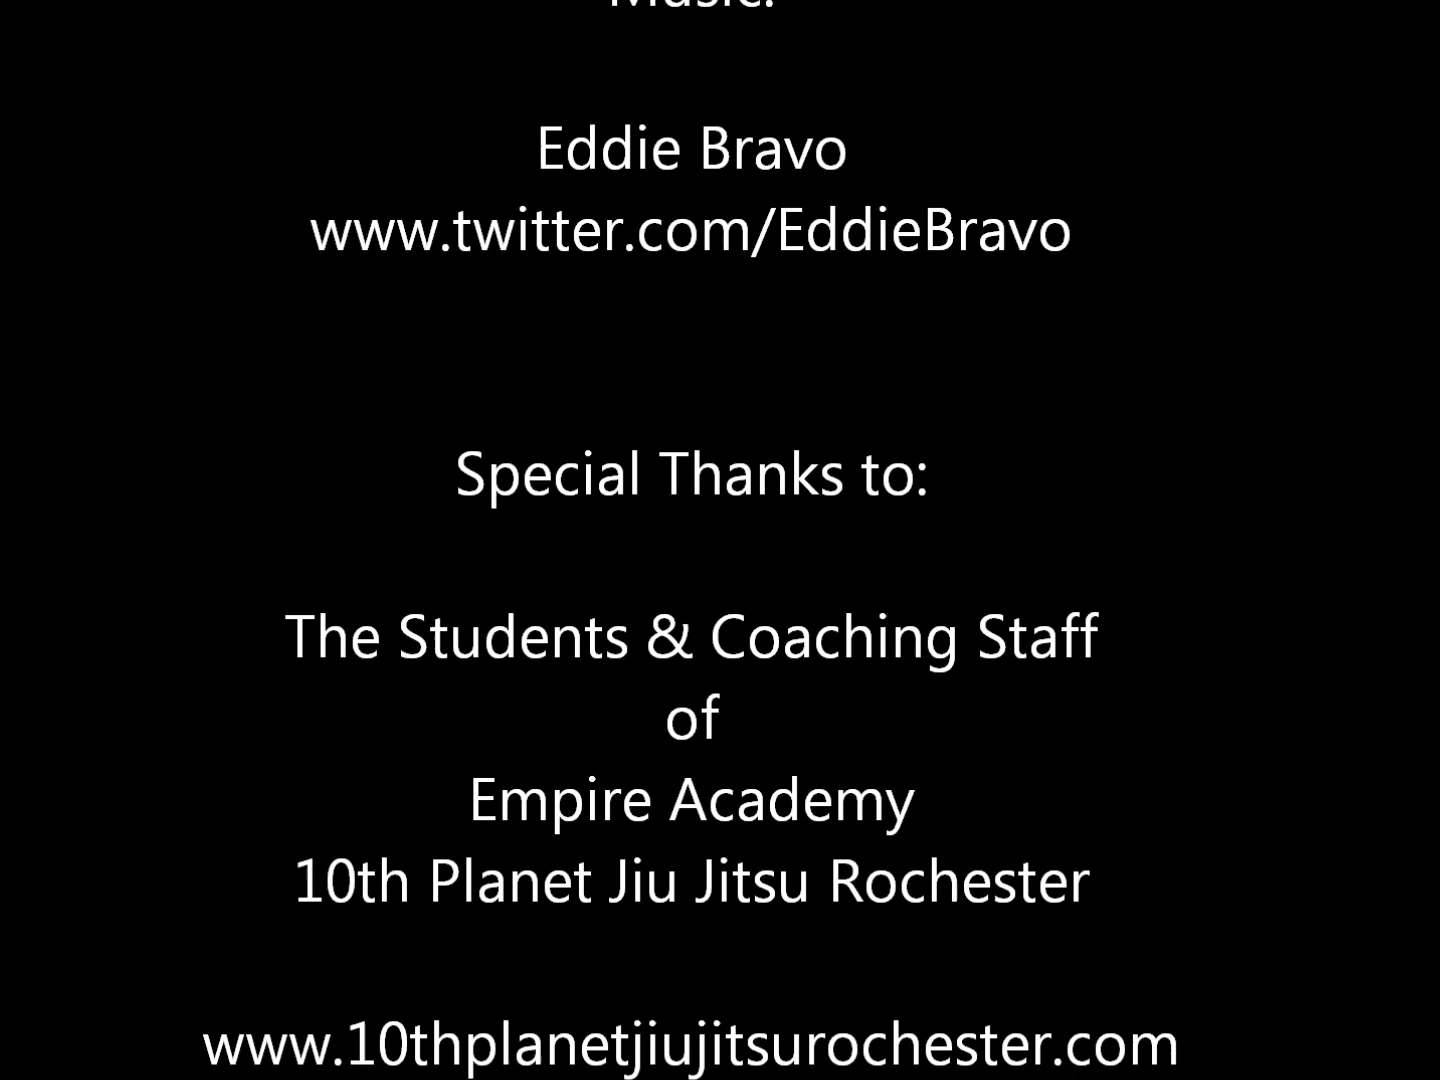 Music:
Eddie Bravo
www.twitter.com/EddieBravo
Special Thanks to:
The Students & Coaching Staff
of
Empire Academy
10th Planet Jiu Jitsu Rochester
www.10thplanetjiujitsurochester.com